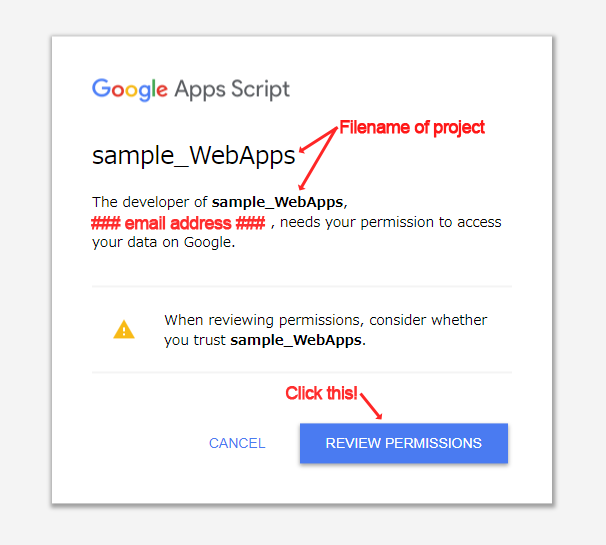 Google Apps Script
Filename of project
sample_WebApps
The developer of sample_WebApps,
### email address ### , needs your permission to access
your data on Google.
When reviewing permissions, consider whether
you trust sample_WebApps.
Click this!
CANCEL REVIEW PERMISSIONS